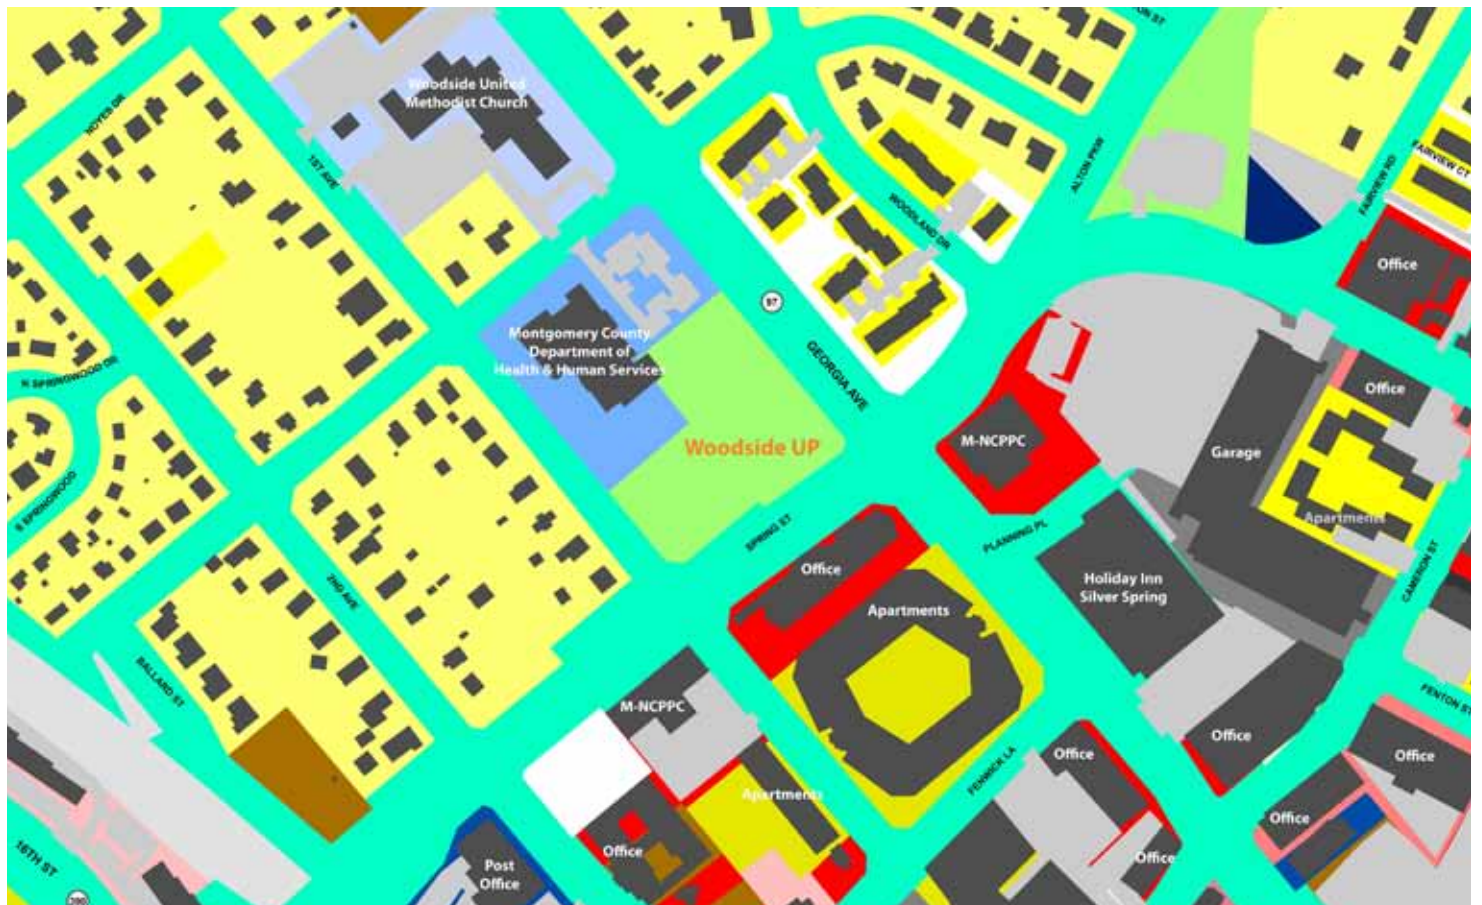 ON ST
Woodside United
Methodist Church
NOYES DR
1ST AVE
ALTON PKW
FAIRVIEW CT
FAIRVIEW RD
WOODLAND DR
Office
97
Montgomery County
Department of
Health & Human Services
GEORGIA AVE
N SPRINGWOOD DR
Office
M-NCPPC
Woodside UP
Garage
S SPRINGWOOD
Apartments
SPRING ST
PLANNING PL
Office
Holiday Inn
Silver Spring
CAMERON ST
2ND AVE
Apartments
BALLARD ST
FENTON ST
M-NCPPC
Office
Office
Office
FENWICK LA
Apartments
Office
16TH ST
Office
Office
Post
Office
390